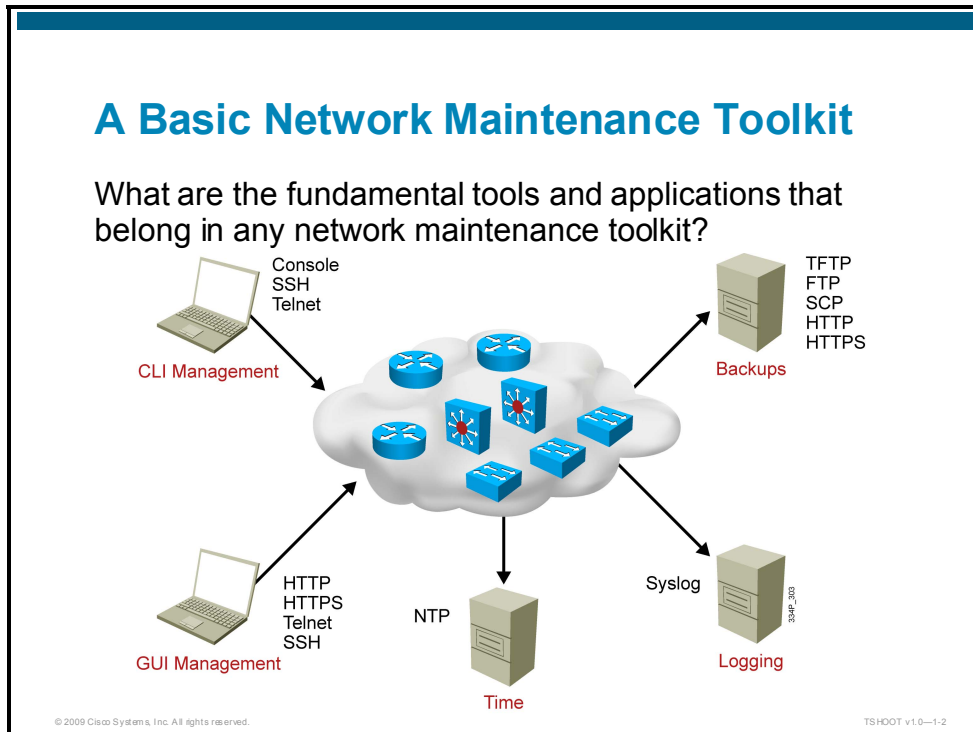 A Basic Network Maintenance Toolkit
What are the fundamental tools and applications that
belong in any network maintenance toolkit?
Console
SSH
Telnet
CLI Management
TFTP
FTP
SCP
HTTP
HTTPS
Backups
HTTP
HTTPS
Telnet
SSH
GUI Management
NTP
Time
Syslog
334P_303
Logging
© 2009 Cisco Systems, Inc. All rights reserved.
TSHOOT v1.0—1-2